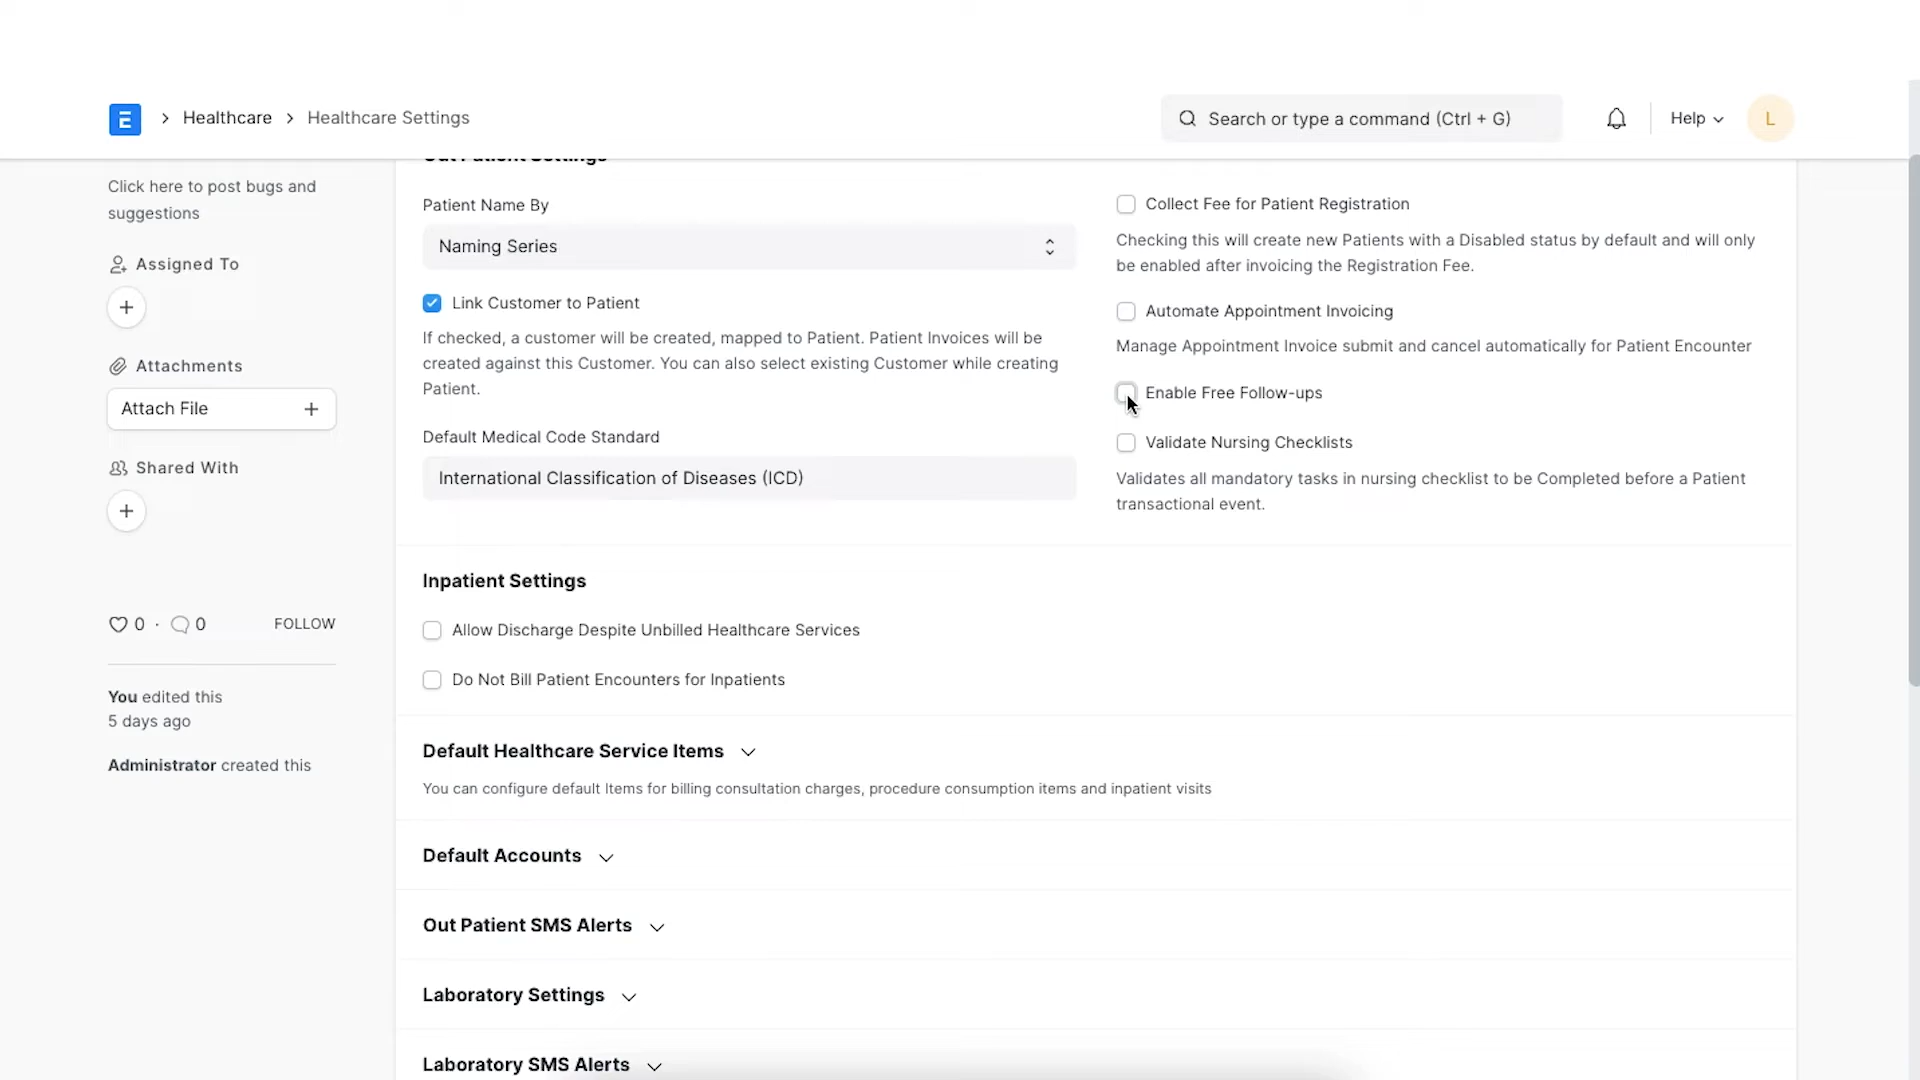 E
Healthcare
Healthcare Settings
Search or type a command (Ctrl + G)
Help
L
Click here to post bugs and
suggestions
Assigned To
Attachments
Attach File
Shared With
0 · 0
FOLLOW
You edited this
5 days ago
Administrator created this
Out Patient Settings
Patient Name By
Naming Series
Link Customer to Patient
If checked, a customer will be created, mapped to Patient. Patient Invoices will be
created against this Customer. You can also select existing Customer while creating
Patient.
Default Medical Code Standard
International Classification of Diseases (ICD)
Collect Fee for Patient Registration
Checking this will create new Patients with a Disabled status by default and will only
be enabled after invoicing the Registration Fee.
Automate Appointment Invoicing
Manage Appointment Invoice submit and cancel automatically for Patient Encounter
Enable Free Follow-ups
Validate Nursing Checklists
Validates all mandatory tasks in nursing checklist to be Completed before a Patient
transactional event.
Inpatient Settings
Allow Discharge Despite Unbilled Healthcare Services
Do Not Bill Patient Encounters for Inpatients
Default Healthcare Service Items
You can configure default Items for billing consultation charges, procedure consumption items and inpatient visits
Default Accounts
Out Patient SMS Alerts
Laboratory Settings
Laboratory SMS Alerts